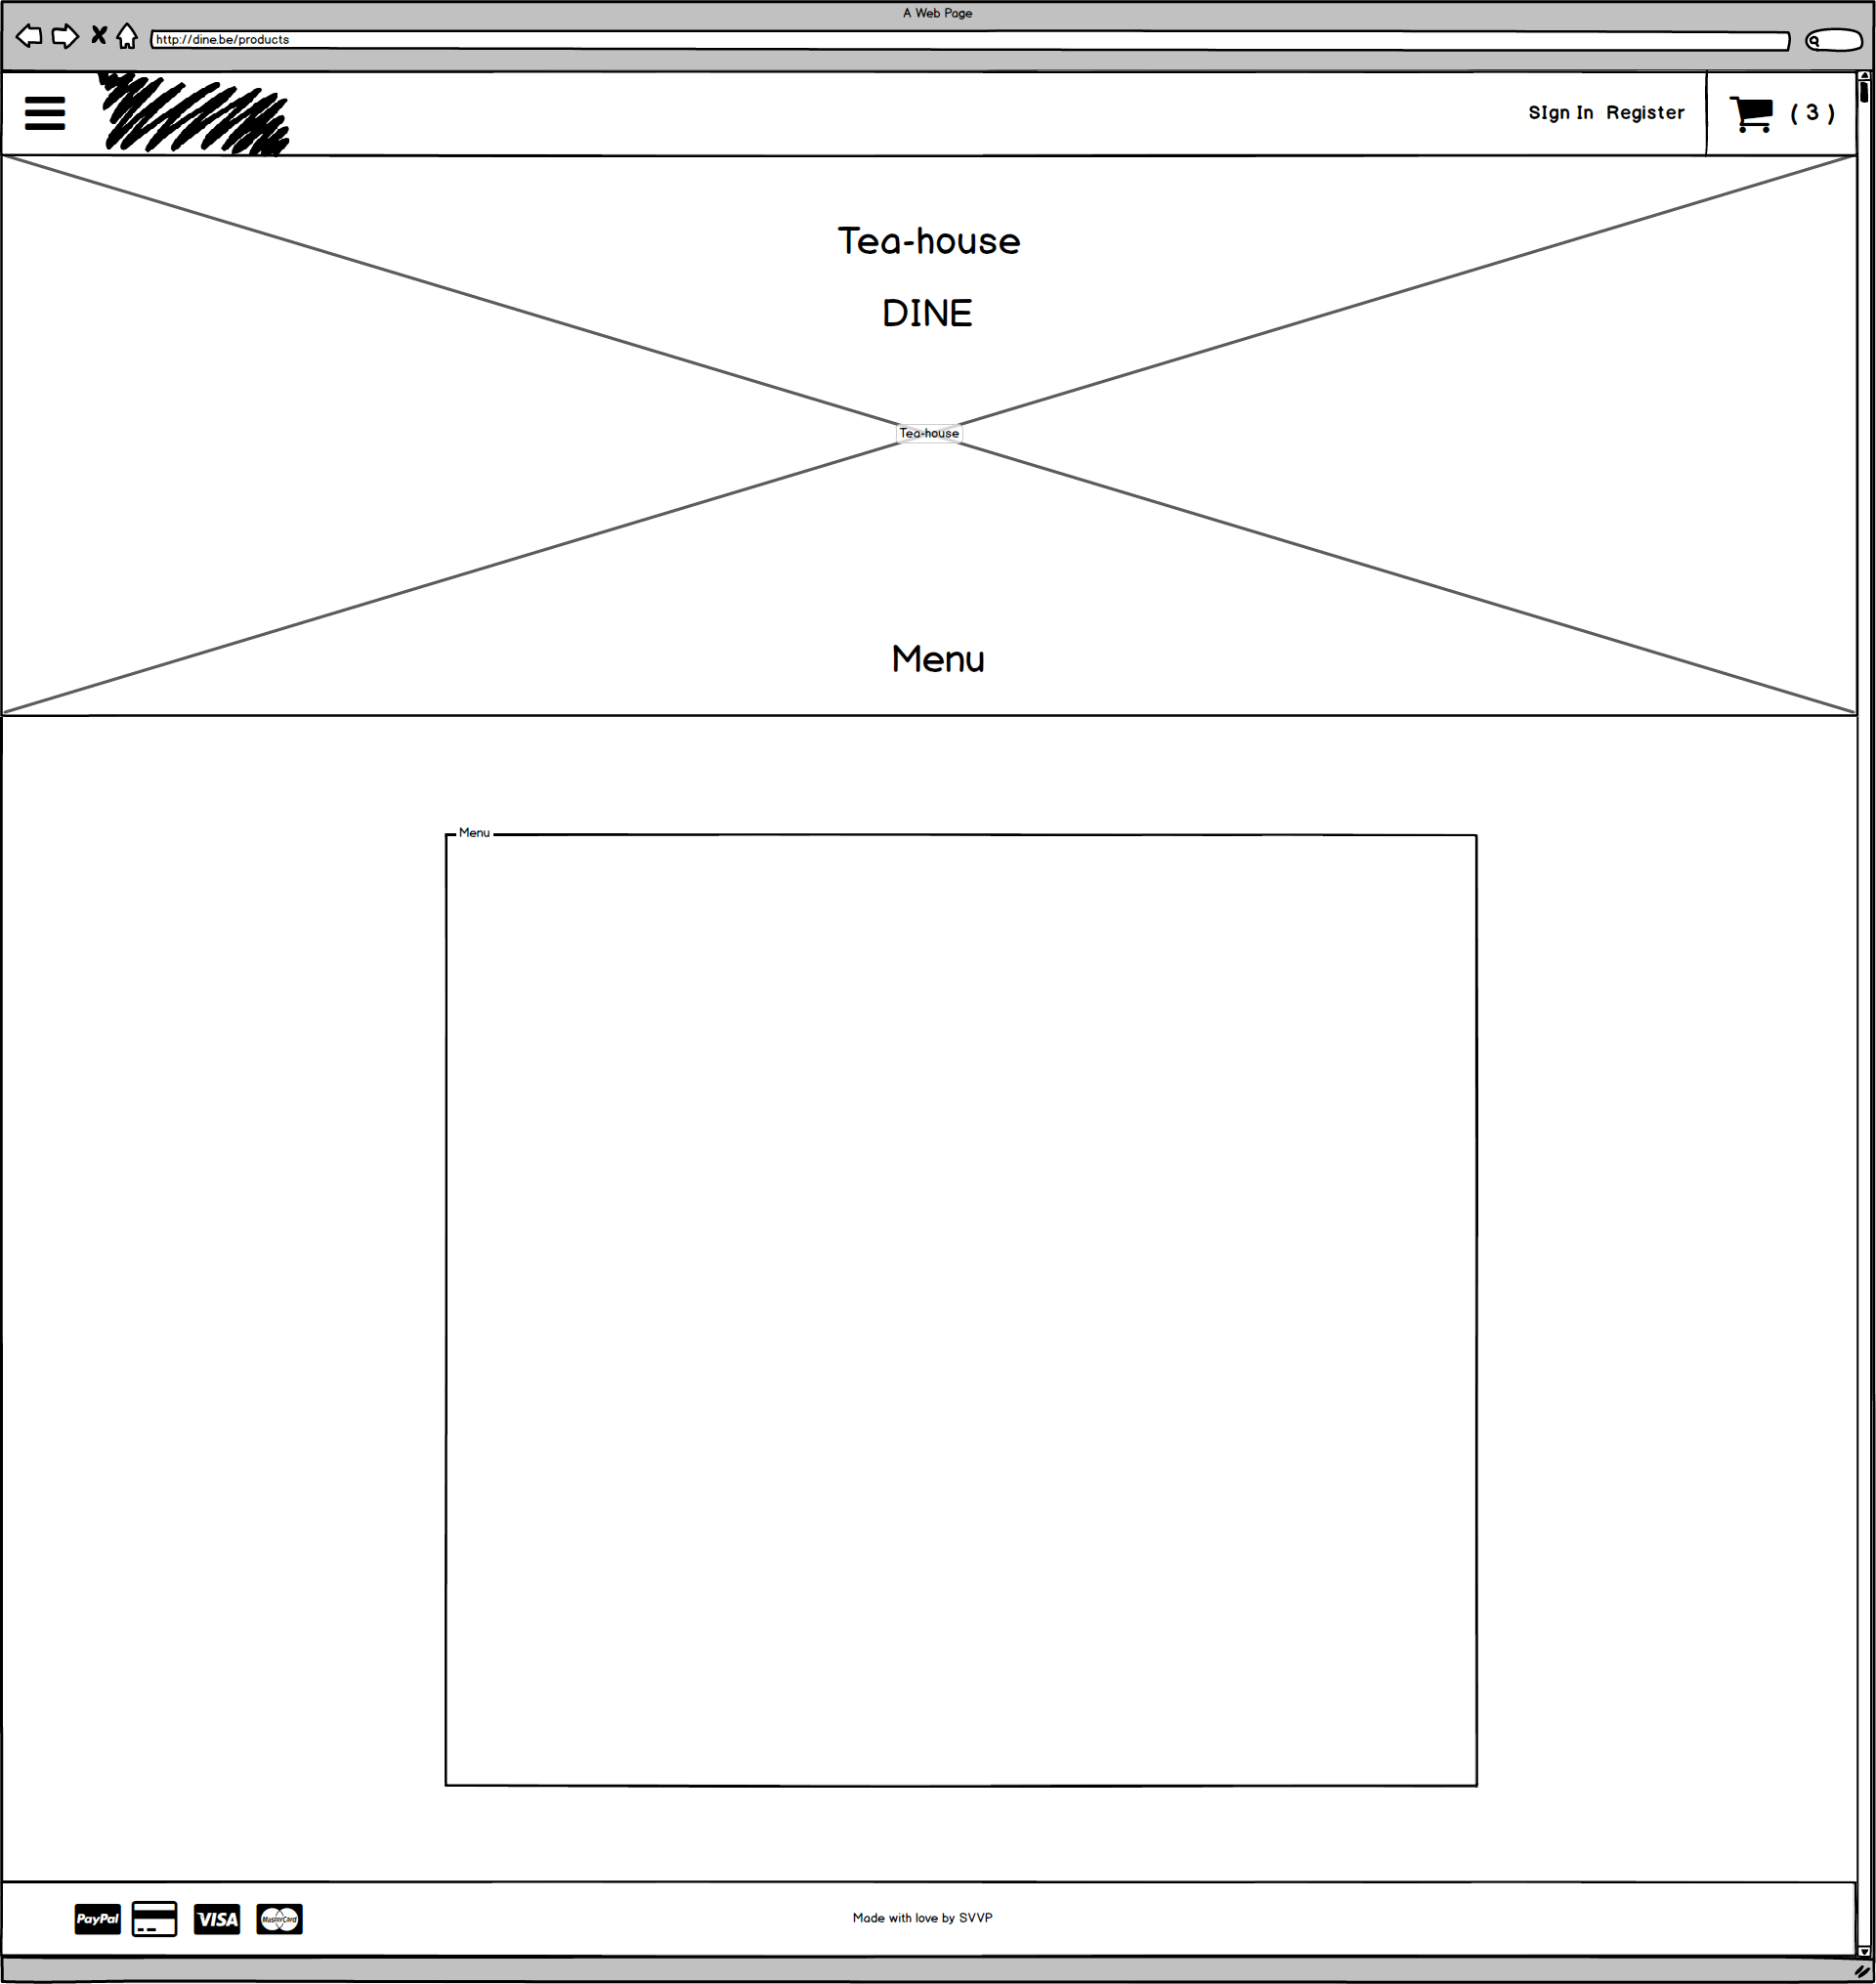 A Web Page
http://dine.be/products
SIgn In Register ( 3 )
Tea-house
DINE
Tea-house
Menu
Menu
PayPal VISA MasterCard Made with love by SVVP